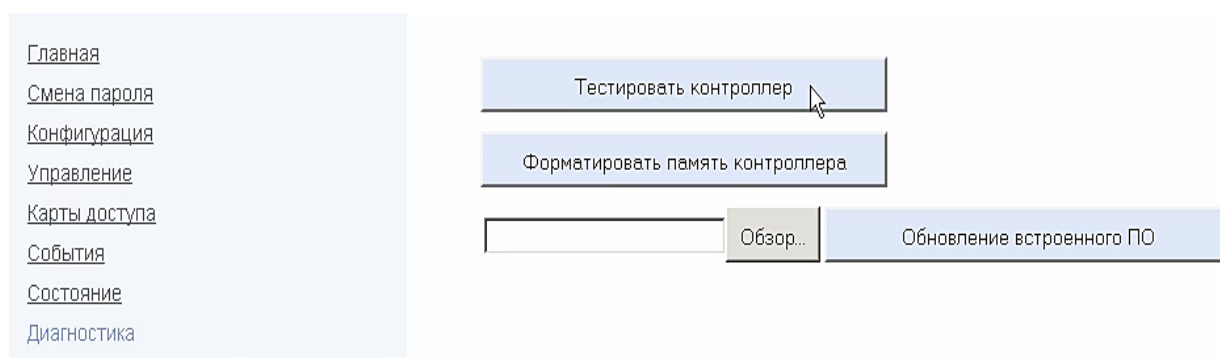 Главная
Смена пароля
Конфигурация
Управление
Карты доступа
События
Состояние
Диагностика
Тестировать контроллер
Форматировать память контроллера
Обзор... Обновление встроенного ПО